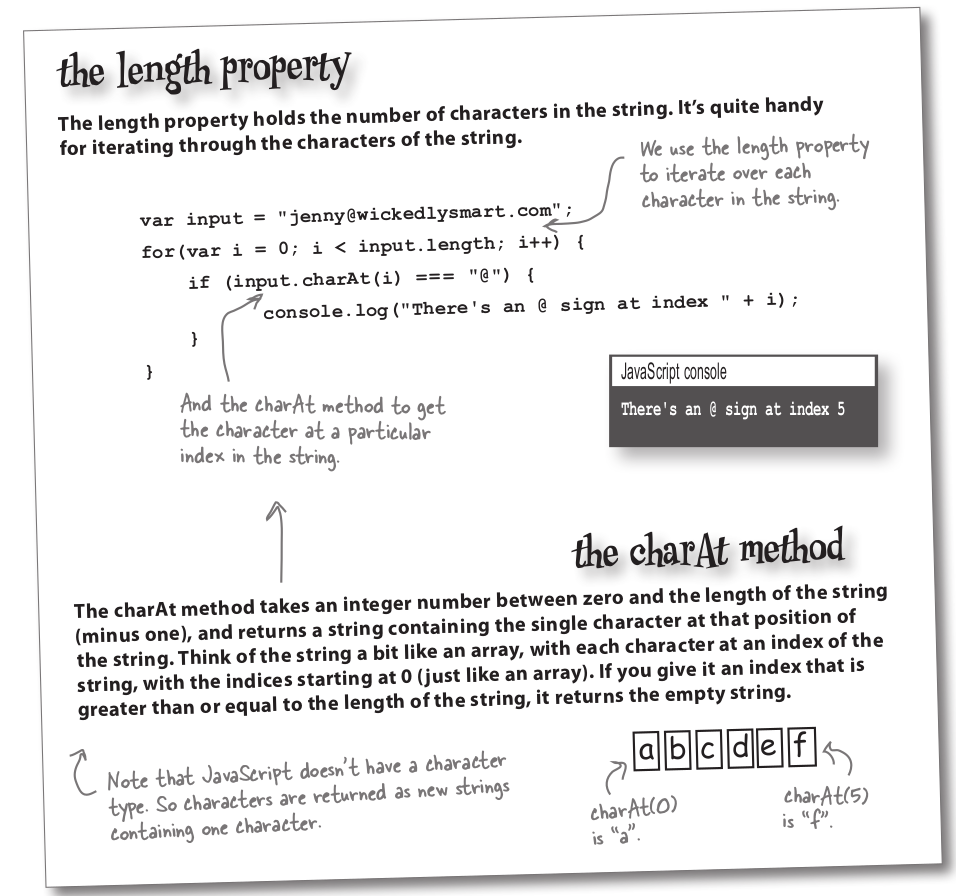 the length property
The length property holds the number of characters in the string. It's quite handy
for iterating through the characters of the string.
We use the length property
to iterate over each
character in the string.
var input = "jenny@wickedlysmart.com";
for(var i = 0; i < input.length; i++) {
if (input.charAt(i) === "@") {
console.log("There's an @ sign at index " + i);
}
}
JavaScript console
There's an @ sign at index 5
And the charAt method to get
the character at a particular
index in the string.
the charAt method
The charAt method takes an integer number between zero and the length of the string
(minus one), and returns a string containing the single character at that position of
the string. Think of the string a bit like an array, with each character at an index of the
string, with the indices starting at 0 (just like an array). If you give it an index that is
greater than or equal to the length of the string, it returns the empty string.
Note that JavaScript doesn't have a character
type. So characters are returned as new strings
containing one character.
a b c d e f
charAt(0)
is "a".
charAt(5)
is "f".